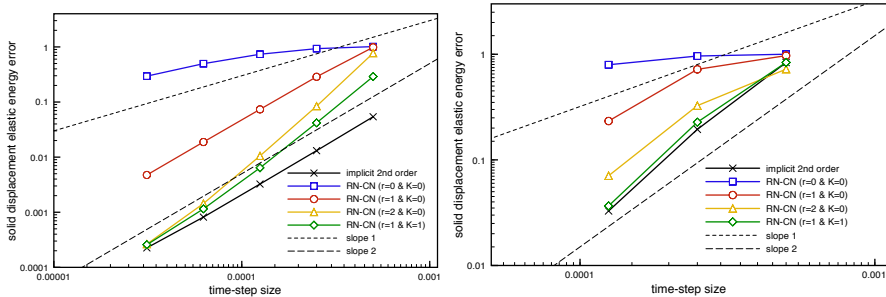 solid displacement elastic energy error
1
0.1
0.01
0.001
0.0001
0.00001
0.0001
0.001
time-step size
implicit 2nd order
RN-CN (r=0 & K=0)
RN-CN (r=1 & K=0)
RN-CN (r=2 & K=0)
RN-CN (r=1 & K=1)
slope 1
slope 2
solid displacement elastic energy error
1
0.1
0.01
0.0001
0.001
time-step size
implicit 2nd order
RN-CN (r=0 & K=0)
RN-CN (r=1 & K=0)
RN-CN (r=2 & K=0)
RN-CN (r=1 & K=1)
slope 1
slope 2